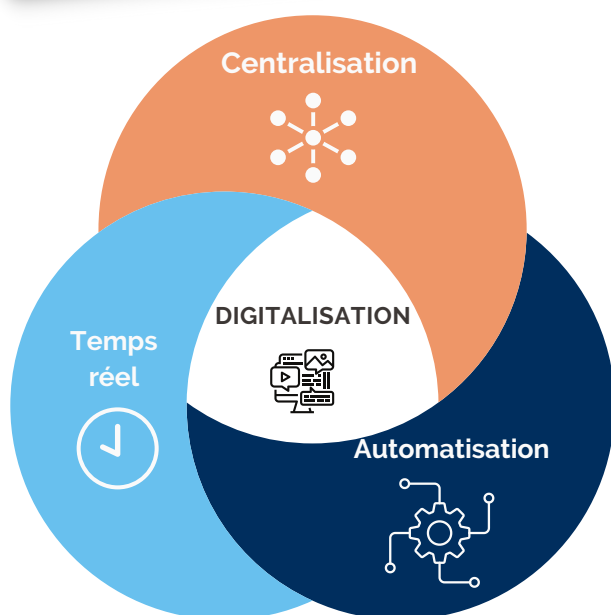 Centralisation
DIGITALISATION
Temps
réel
Automatisation